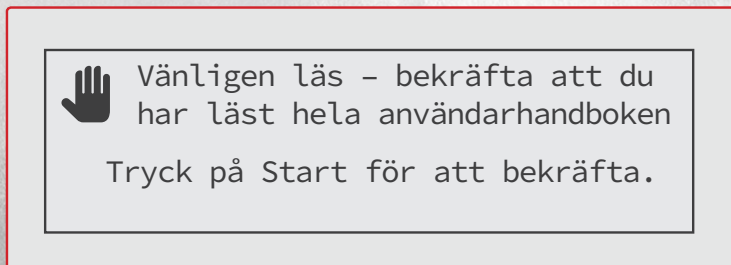 Vänligen läs – bekräfta att du
har läst hela användarhandboken
Tryck på Start för att bekräfta.